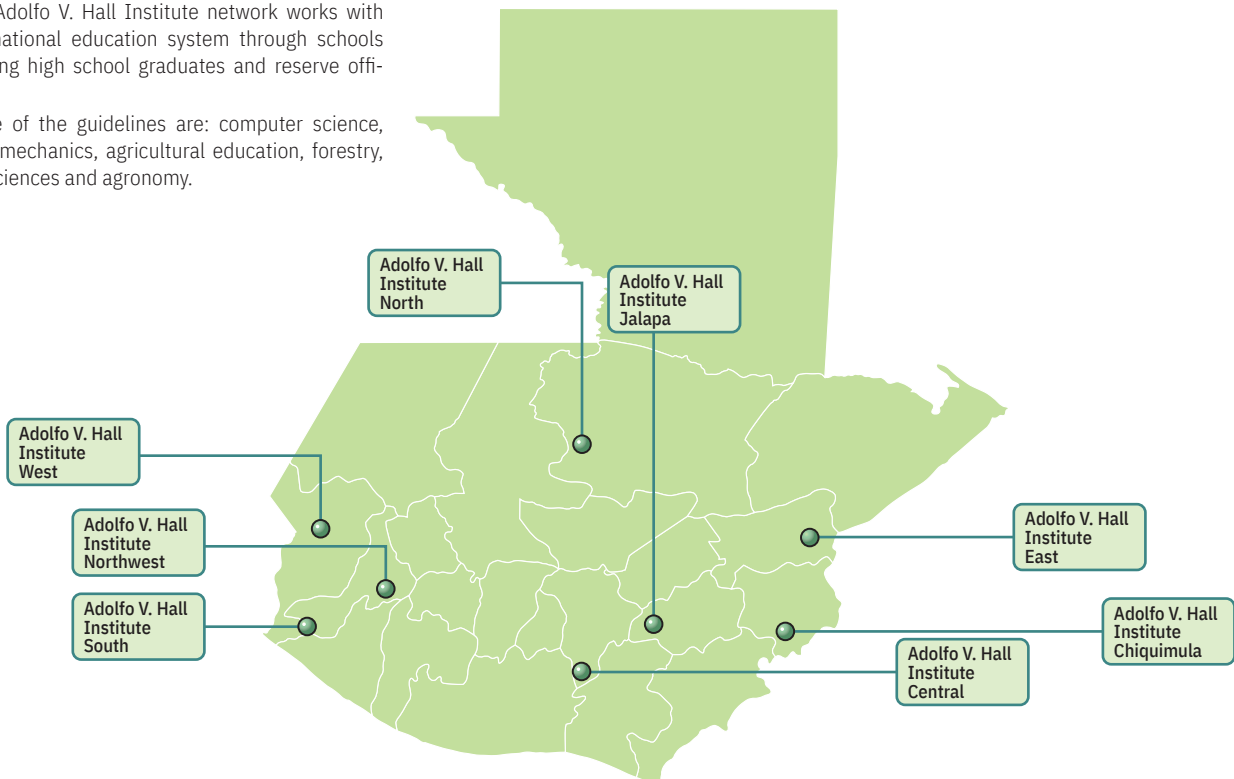 Adolfo V. Hall Institute network works with
national education system through schools
ng high school graduates and reserve offi-
e of the guidelines are: computer science,
mechanics, agricultural education, forestry,
ciences and agronomy.
Adolfo V. Hall
Institute
North
Adolfo V. Hall
Institute
Jalapa
Adolfo V. Hall
Institute
West
Adolfo V. Hall
Institute
Northwest
Adolfo V. Hall
Institute
South
Adolfo V. Hall
Institute
East
Adolfo V. Hall
Institute
Chiquimula
Adolfo V. Hall
Institute
Central